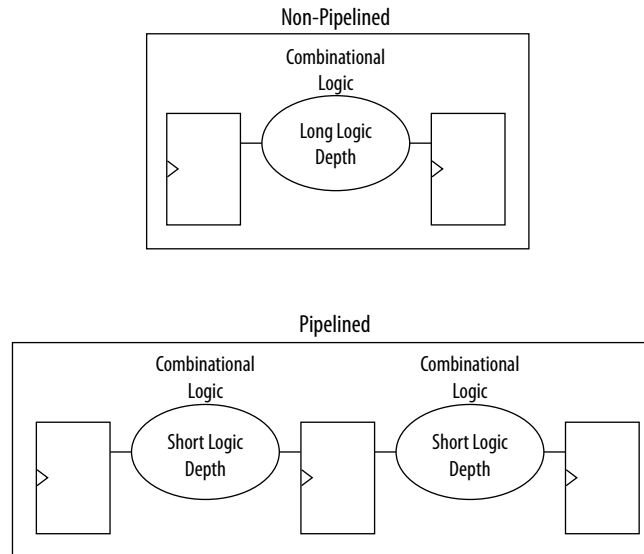 Non-Pipelined
Combinational
Logic
Long Logic
Depth
Pipelined
Combinational
Logic
Combinational
Logic
Short Logic
Depth
Short Logic
Depth